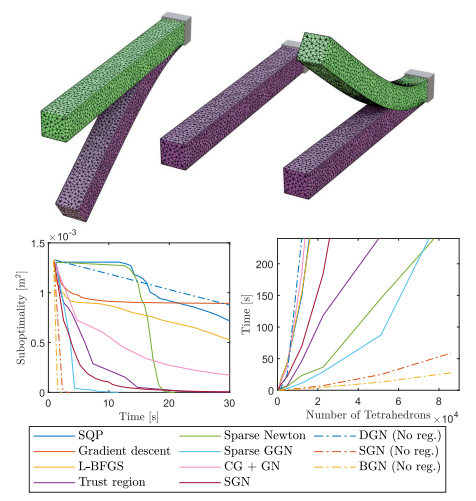 ×10⁻³
1.5
1
0.5
0
Suboptimality [m²]
0 10 20 30
Time [s]
200
150
100
50
0
Time [s]
0 2 4 6 8
×10⁴
Number of Tetrahedrons
SQP
Gradient descent
L-BFGS
Trust region
Sparse Newton
Sparse GGN
CG + GN
SGN
DGN (No reg.)
SGN (No reg.)
BGN (No reg.)